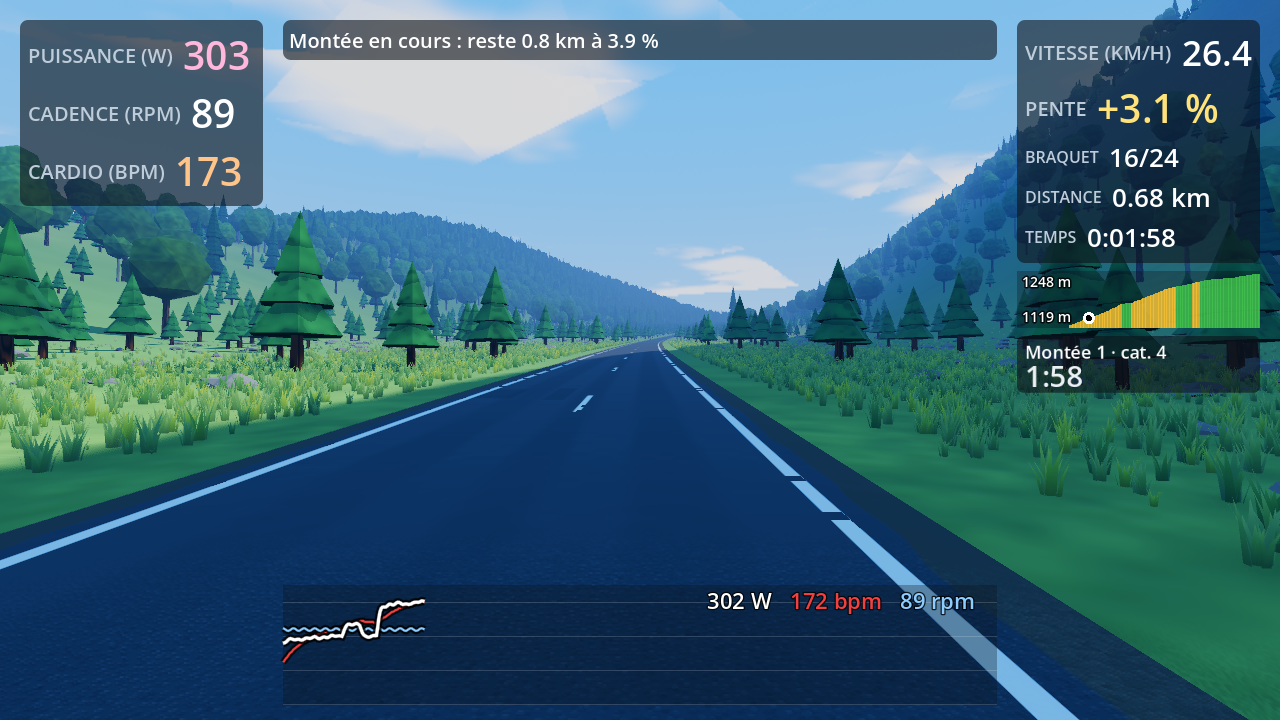 PUISSANCE (W) 303
CADENCE (RPM) 89
CARDIO (BPM) 173
Montée en cours : reste 0.8 km à 3.9 %
VITESSE (KM/H) 26.4
PENTE +3.1 %
BRAQUET 16/24
DISTANCE 0.68 km
TEMPS 0:01:58
1248 m
1119 m
Montée 1 · cat. 4
1:58
302 W 172 bpm 89 rpm